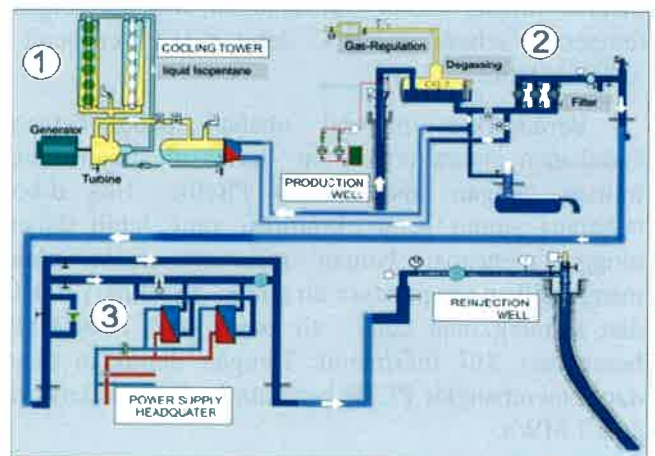 1
COOLING TOWER
liquid Isopentane
Generator
Turbine
Gas-Regulation
Degassing
2
Filter
PRODUCTION
WELL
3
POWER SUPPLY
HEADQUATER
REINJECTION
WELL